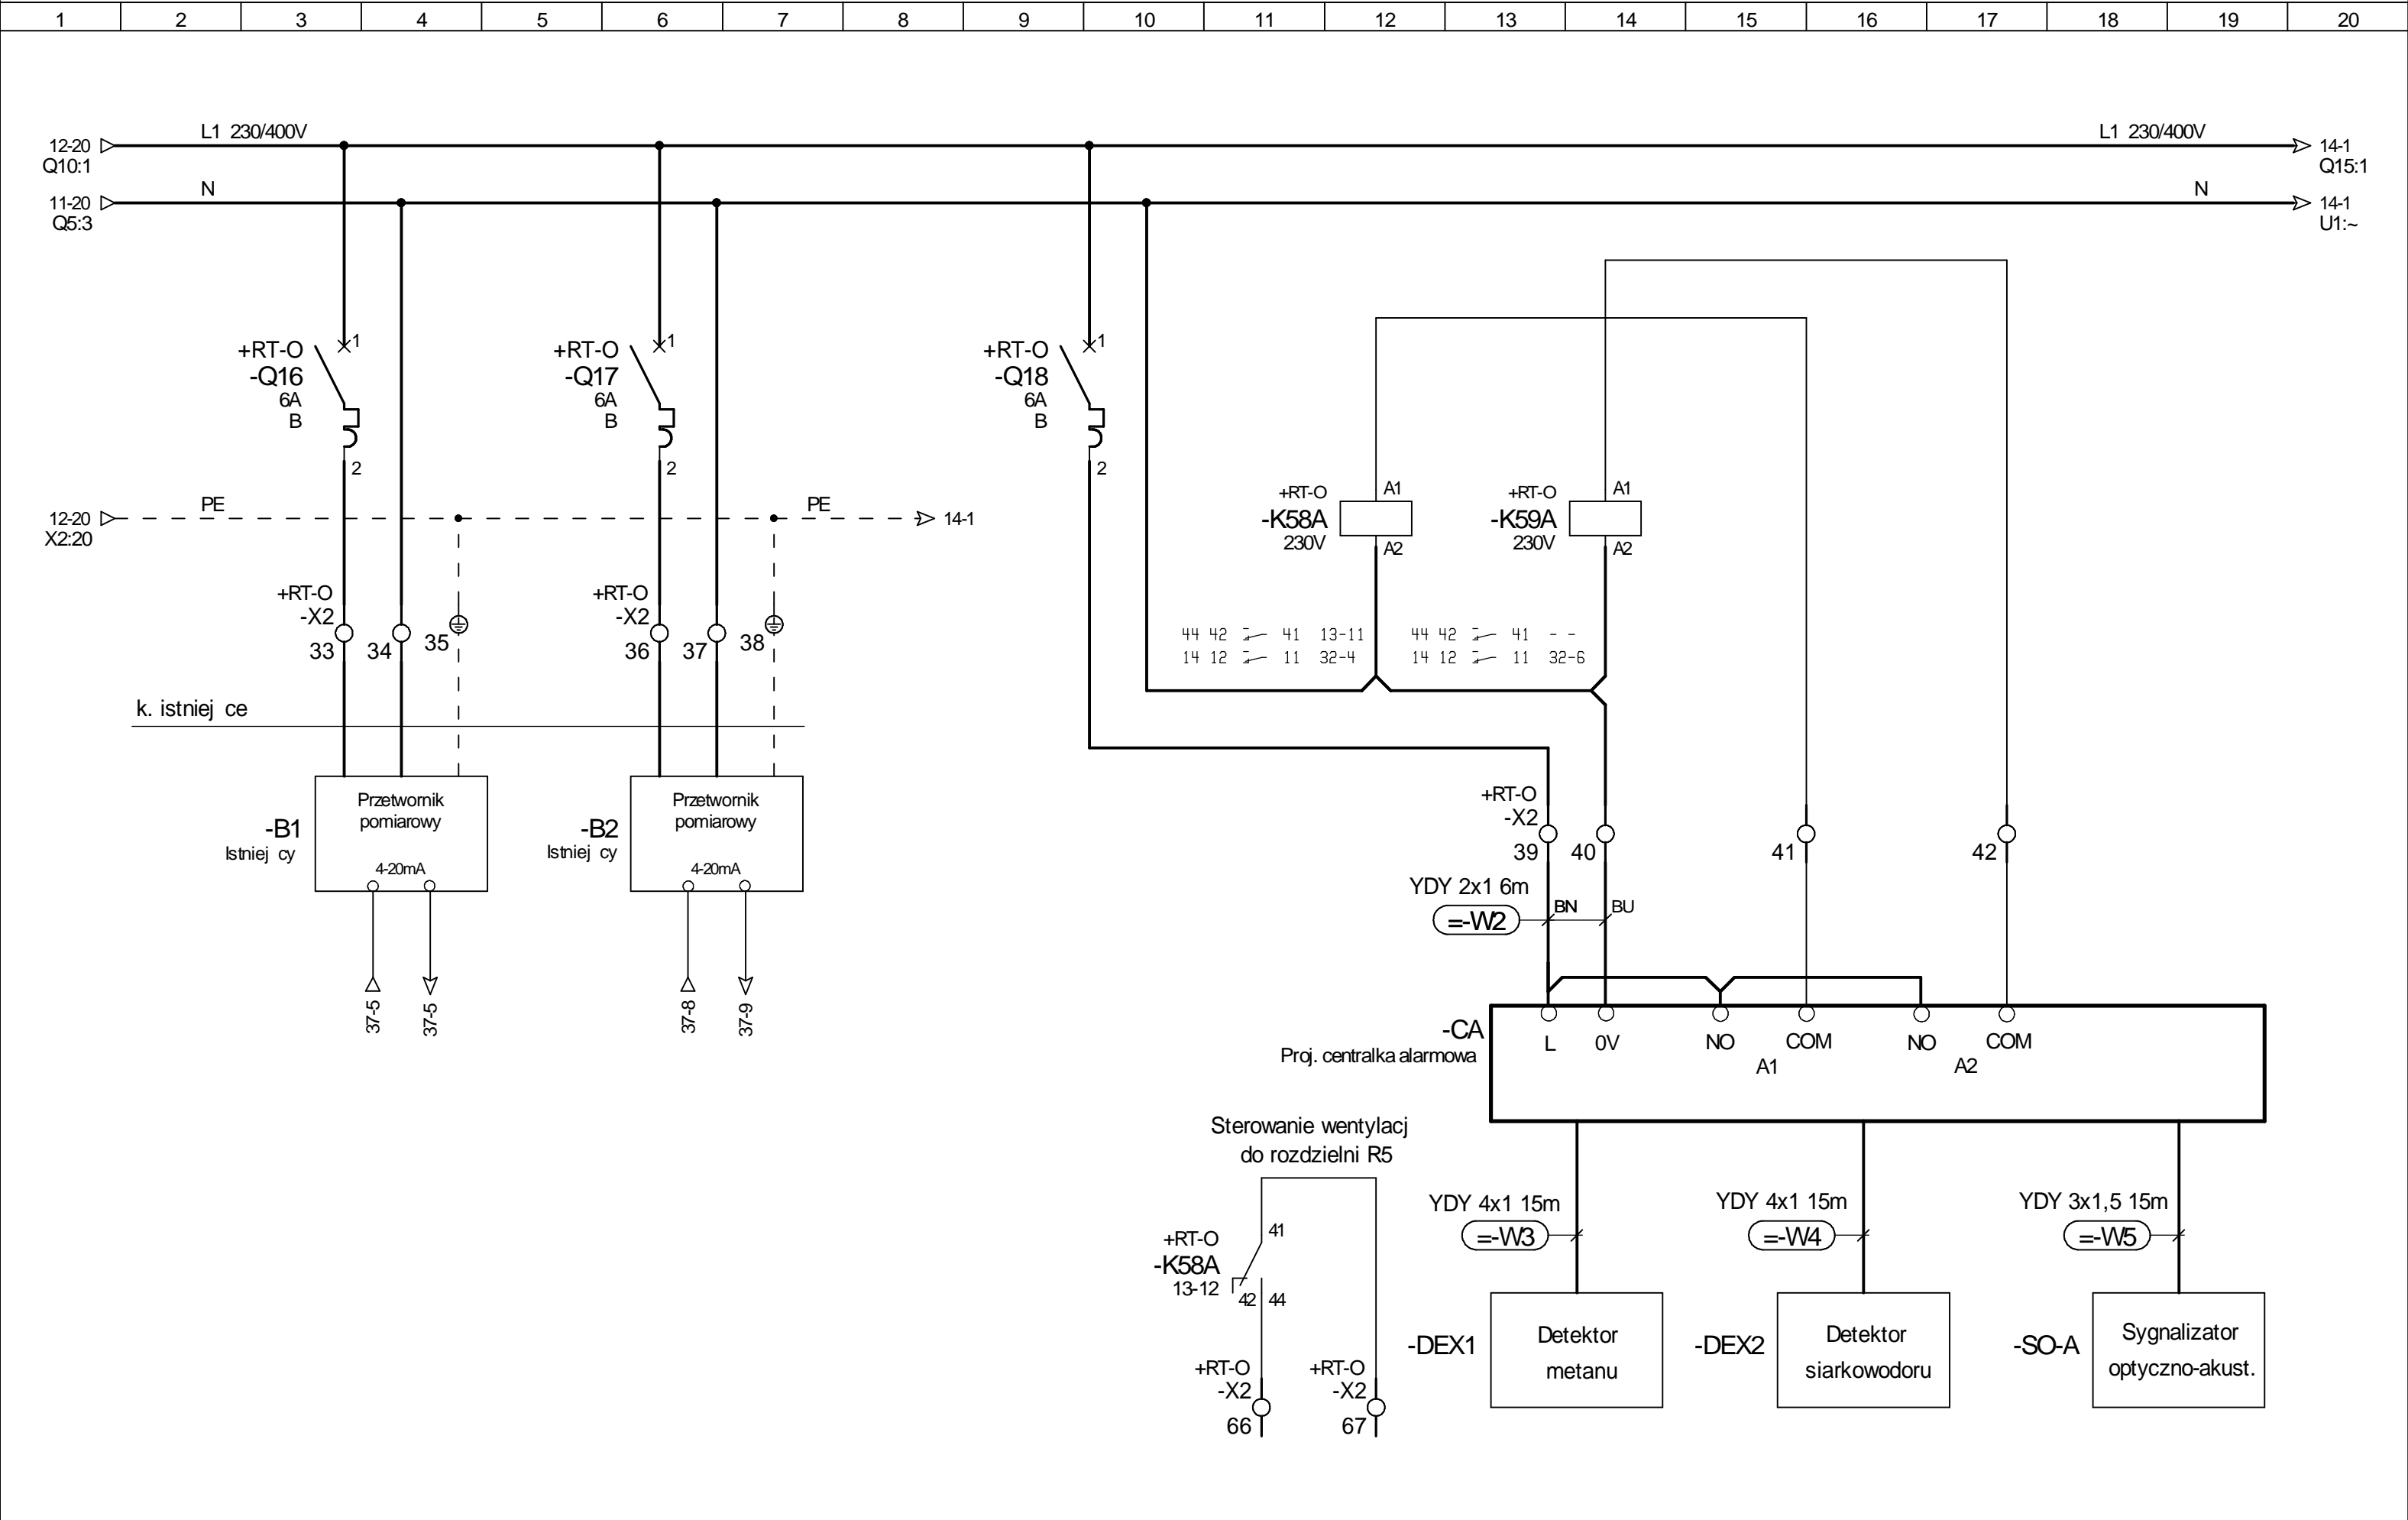 1 2 3 4 5 6 7 8 9 10 11 12 13 14 15 16 17 18 19 20
L1 230/400V
L1 230/400V
12-20
Q10:1
14-1
Q15:1
N
N
11-20
Q5:3
14-1
U1:~
+RT-O
-Q16
6A
B
1
2
+RT-O
-Q17
6A
B
1
2
+RT-O
-Q18
6A
B
1
2
+RT-O
-K58A
230V
A1
A2
+RT-O
-K59A
230V
A1
A2
PE
PE
12-20
X2:20
14-1
+RT-O
-X2
33
34
35
+RT-O
-X2
36
37
38
44 42 41 13-11
14 12 11 32-4
44 42 41 - -
14 12 11 32-6
k. istniej ce
Przetwornik
pomiarowy
4-20mA
-B1
Istniej cy
Przetwornik
pomiarowy
4-20mA
-B2
Istniej cy
37-5
37-5
37-8
37-9
+RT-O
-X2
39
40
41
42
YDY 2x1 6m
=-W2
BN
BU
-CA
Proj. centralka alarmowa
L
0V
NO
COM
NO
COM
A1
A2
Sterowanie wentylacj
do rozdzielni R5
+RT-O
-K58A
13-12
41
42
44
+RT-O
-X2
66
+RT-O
-X2
67
YDY 4x1 15m
=-W3
YDY 4x1 15m
=-W4
YDY 3x1,5 15m
=-W5
-DEX1
Detektor
metanu
-DEX2
Detektor
siarkowodoru
-SO-A
Sygnalizator
optyczno-akust.